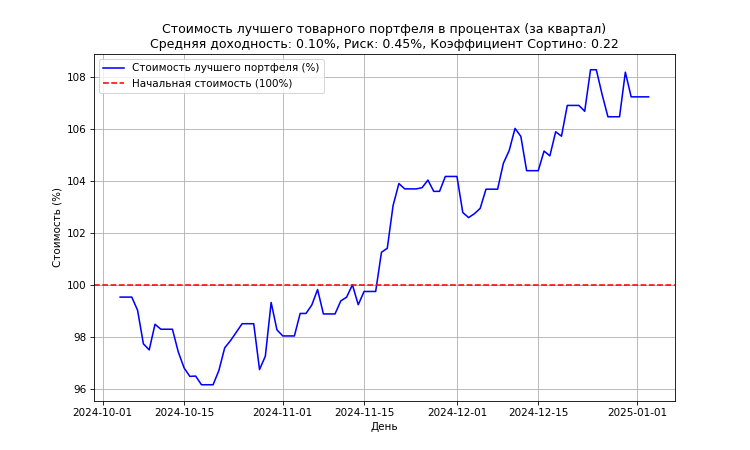 Стоимость лучшего товарного портфеля в процентах (за квартал)
Средняя доходность: 0.10%, Риск: 0.45%, Коэффициент Сортино: 0.22
Стоимость лучшего портфеля (%)
Начальная стоимость (100%)
Стоимость (%)
108
106
104
102
100
98
96
2024-10-01 2024-10-15 2024-11-01 2024-11-15 2024-12-01 2024-12-15 2025-01-01
День